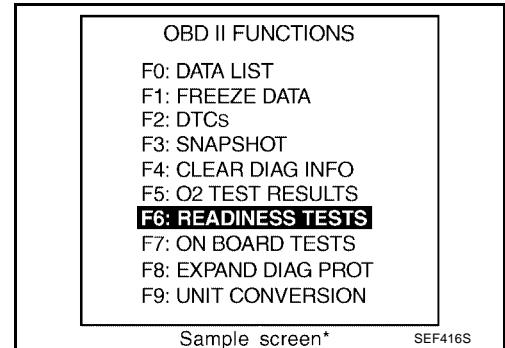 OBD II FUNCTIONS
F0: DATA LIST
F1: FREEZE DATA
F2: DTCs
F3: SNAPSHOT
F4: CLEAR DIAG INFO
F5: O2 TEST RESULTS
F6: READINESS TESTS
F7: ON BOARD TESTS
F8: EXPAND DIAG PROT
F9: UNIT CONVERSION
Sample screen*
SEF416S